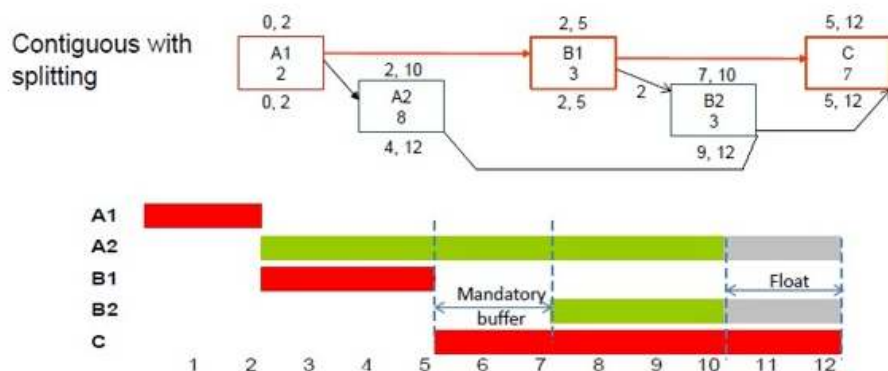 Contiguous with
splitting
0, 2
A1
2
0, 2
2, 10
A2
8
4, 12
2, 5
B1
3
2, 5
2
7, 10
B2
3
9, 12
5, 12
C
7
5, 12
A1
A2
B1
B2
C
Mandatory
buffer
Float
1 2 3 4 5 6 7 8 9 10 11 12